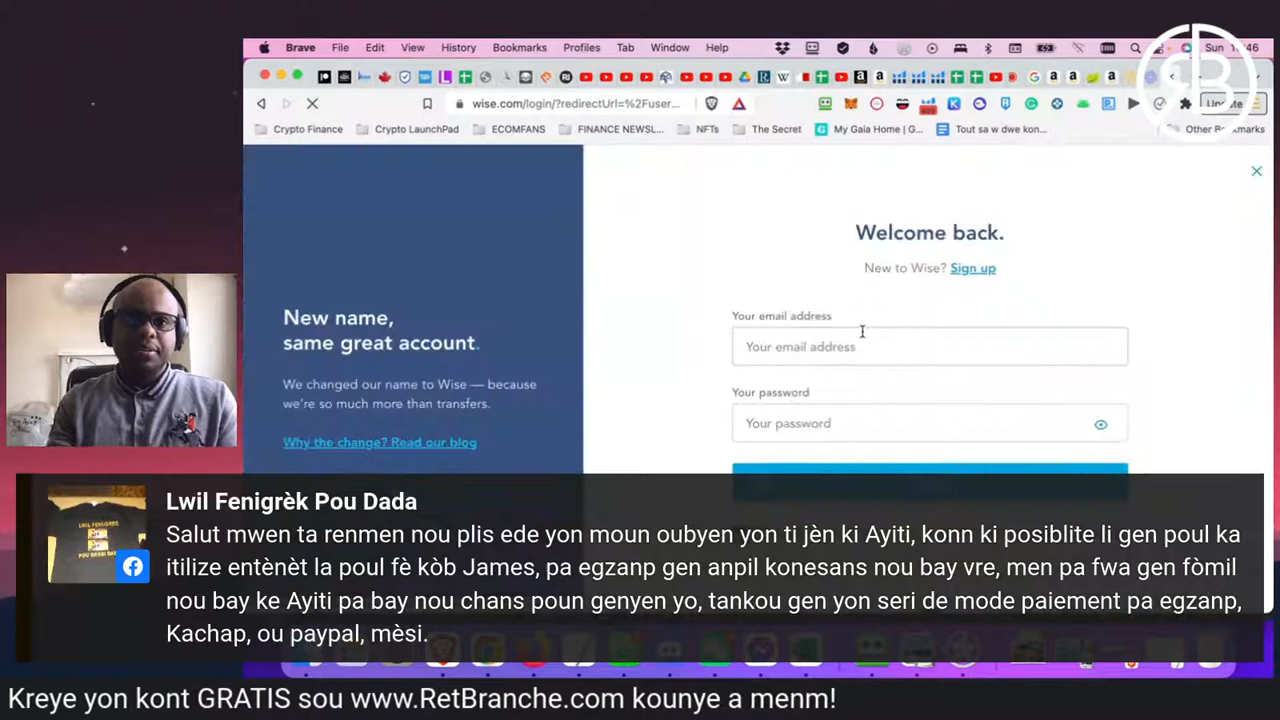 Brave File Edit View History Bookmarks Profiles Tab Window Help Sun
wise.com/login/?redirectUrl=%2Fuser...
Crypto Finance Crypto LaunchPad ECOMFANS FINANCE NEWSL... NFTs The Secret My Gaia Home | G... Tout sa w dwe kon... Other Bookmarks
Welcome back.
New to Wise? Sign up
Your email address
Your email address
Your password
Your password
New name,
same great account.
We changed our name to Wise — because
we're so much more than transfers.
Why the change? Read our blog
Lwil Fenigrèk Pou Dada
Salut mwen ta renmen nou plis ede yon moun oubyen yon ti jèn ki Ayiti, konn ki posiblite li gen poul ka
itilize entènèt la poul fè kòb James, pa egzanp gen anpil konesans nou bay vre, men pa fwa gen fòmil
nou bay ke Ayiti pa bay nou chans poun genyen yo, tankou gen yon seri de mode paiement pa egzanp,
Kachap, ou paypal, mèsi.
Kreye yon kont GRATIS sou www.RetBranche.com kounye a menm!